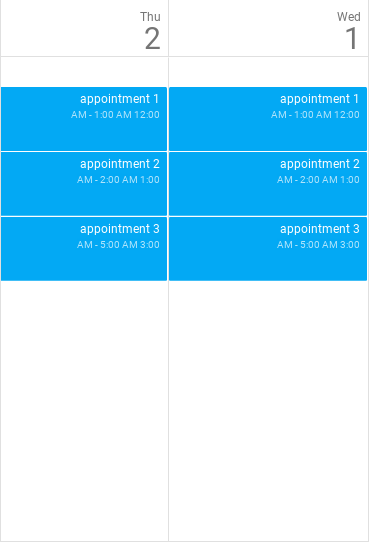 Thu
2
appointment 1
AM - 1:00 AM 12:00
appointment 2
AM - 2:00 AM 1:00
appointment 3
AM - 5:00 AM 3:00
Wed
1
appointment 1
AM - 1:00 AM 12:00
appointment 2
AM - 2:00 AM 1:00
appointment 3
AM - 5:00 AM 3:00